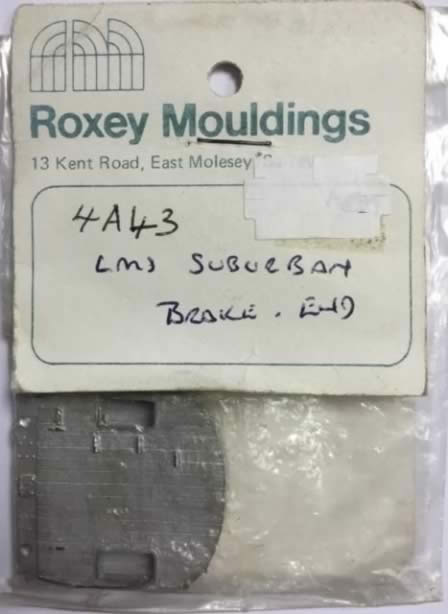 Roxey Mouldings
13 Kent Road, East Molesey
4A43
LMS SUBURBAN
BRAKE. END